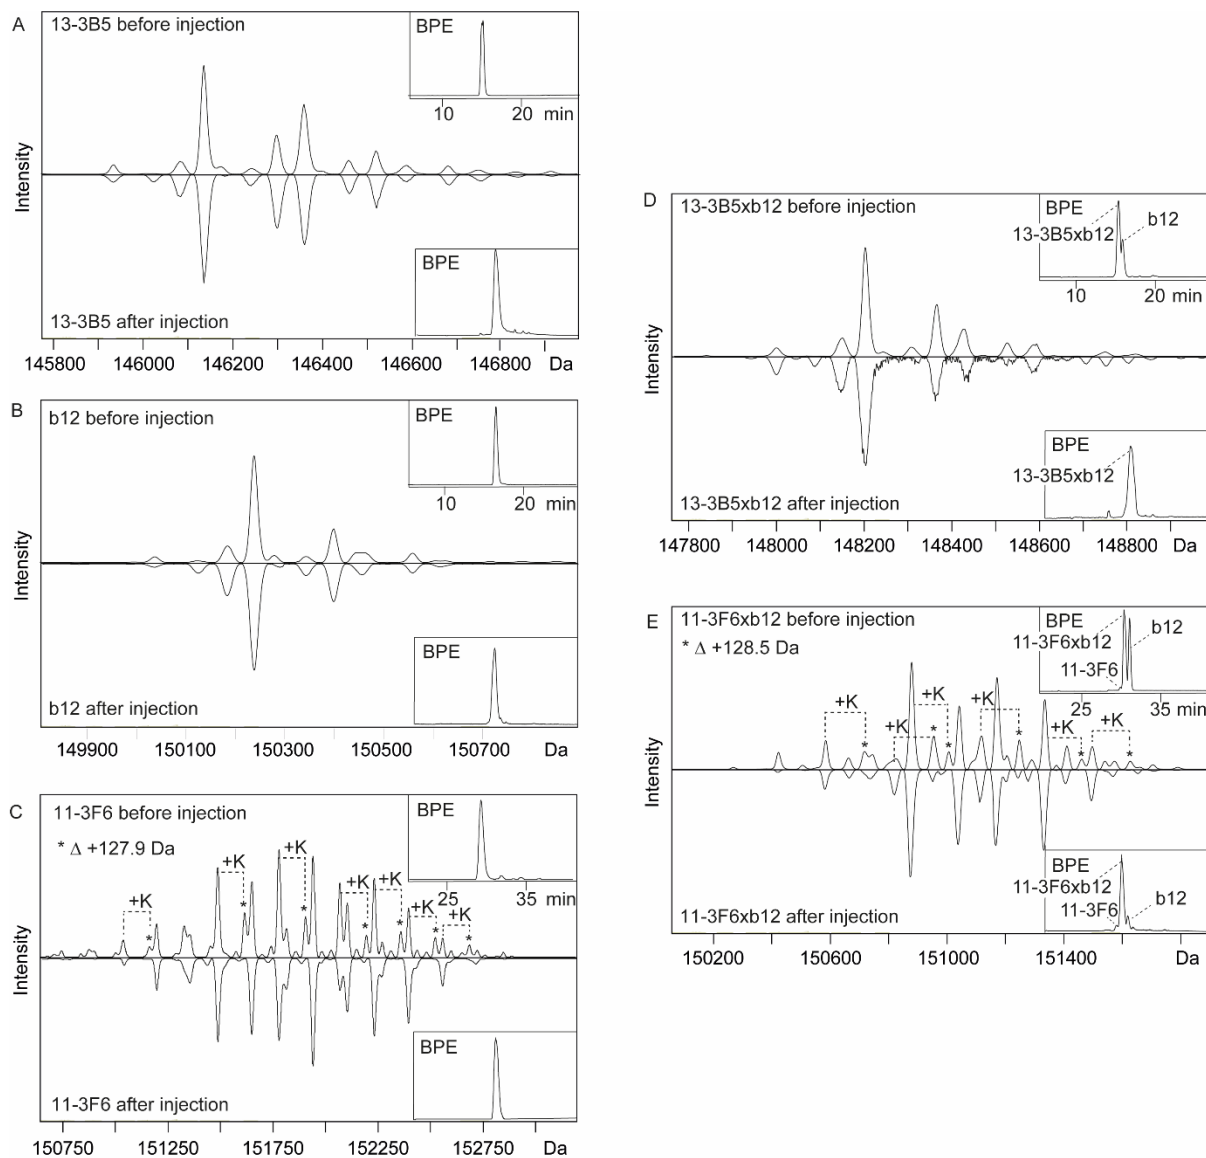 A
13-3B5 before injection
BPE
10 20 min
Intensity
BPE
13-3B5 after injection
145800 146000 146200 146400 146600 146800 Da
B
b12 before injection
BPE
10 20 min
Intensity
BPE
b12 after injection
149900 150100 150300 150500 150700 Da
C
11-3F6 before injection
* Δ +127.9 Da
BPE
25 35 min
+K
+K
+K
+K
+K
+K
+K
* * * * * * *
Intensity
BPE
11-3F6 after injection
150750 151250 151750 152250 152750 Da
D
13-3B5xb12 before injection
BPE
13-3B5xb12
b12
10 20 min
Intensity
BPE
13-3B5xb12
13-3B5xb12 after injection
147800 148000 148200 148400 148600 148800 Da
E
11-3F6xb12 before injection
* Δ +128.5 Da
BPE
11-3F6xb12
b12
11-3F6
25 35 min
+K
+K
+K
+K
+K
+K
* * * * * *
Intensity
BPE
11-3F6xb12
11-3F6
b12
11-3F6xb12 after injection
150200 150600 151000 151400 Da